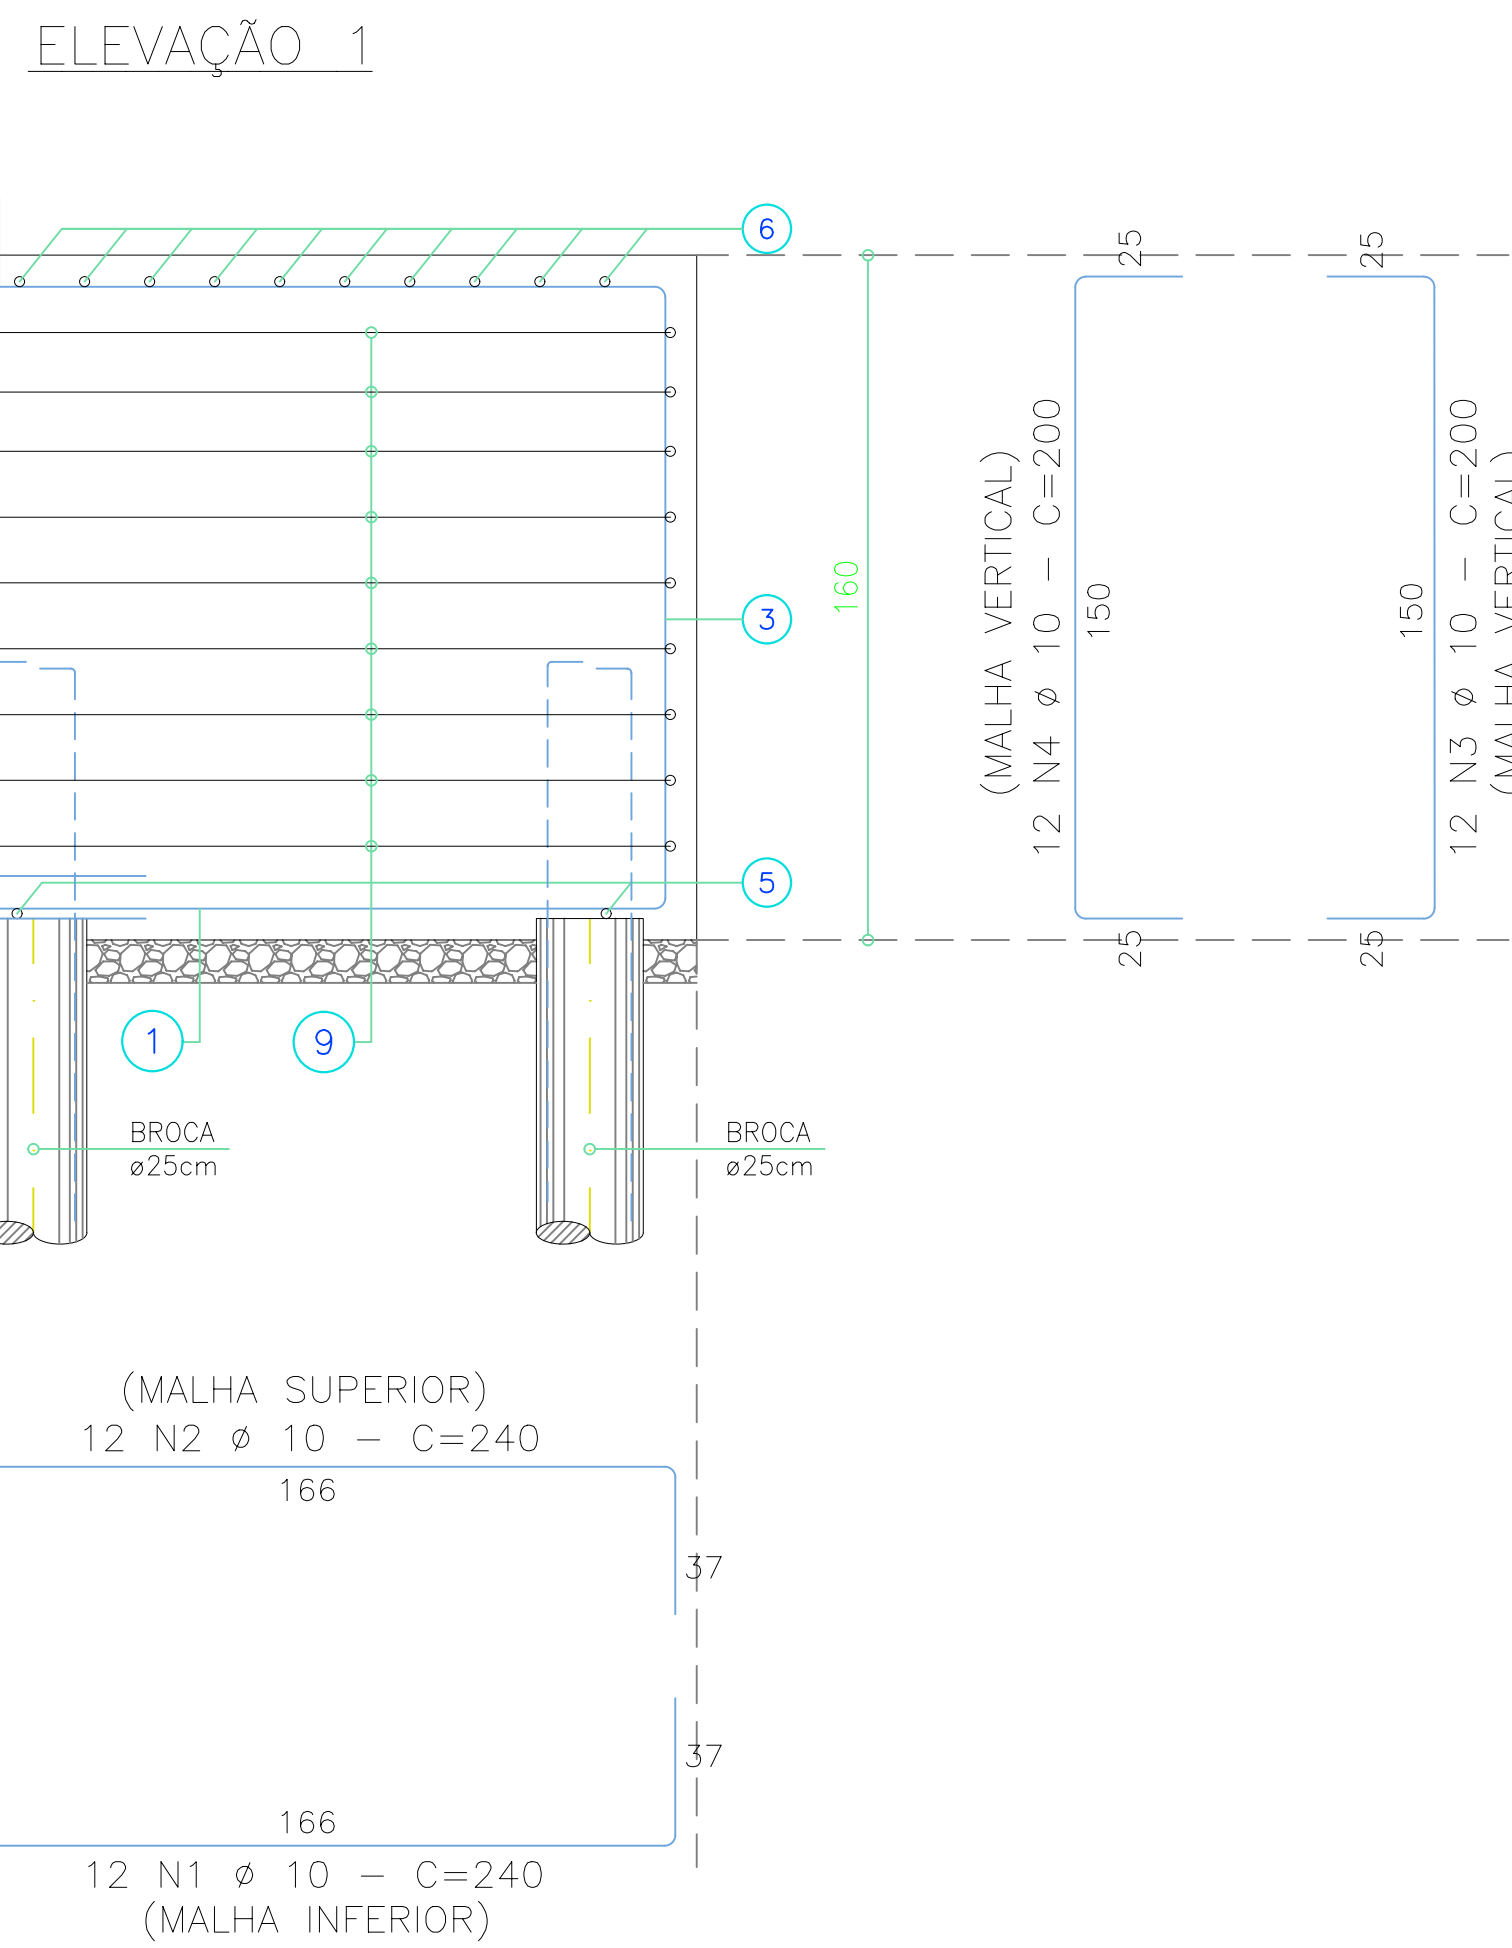 ELEVAÇÃO 1
6
25
25
3
160
(MALHA VERTICAL)
12 N4 ø 10 - C=200
150
150
12 N3 ø 10 - C=200
(MALHA VERTICAL)
5
25
25
1
9
BROCA
ø25cm
BROCA
ø25cm
(MALHA SUPERIOR)
12 N2 ø 10 - C=240
166
37
37
166
12 N1 ø 10 - C=240
(MALHA INFERIOR)